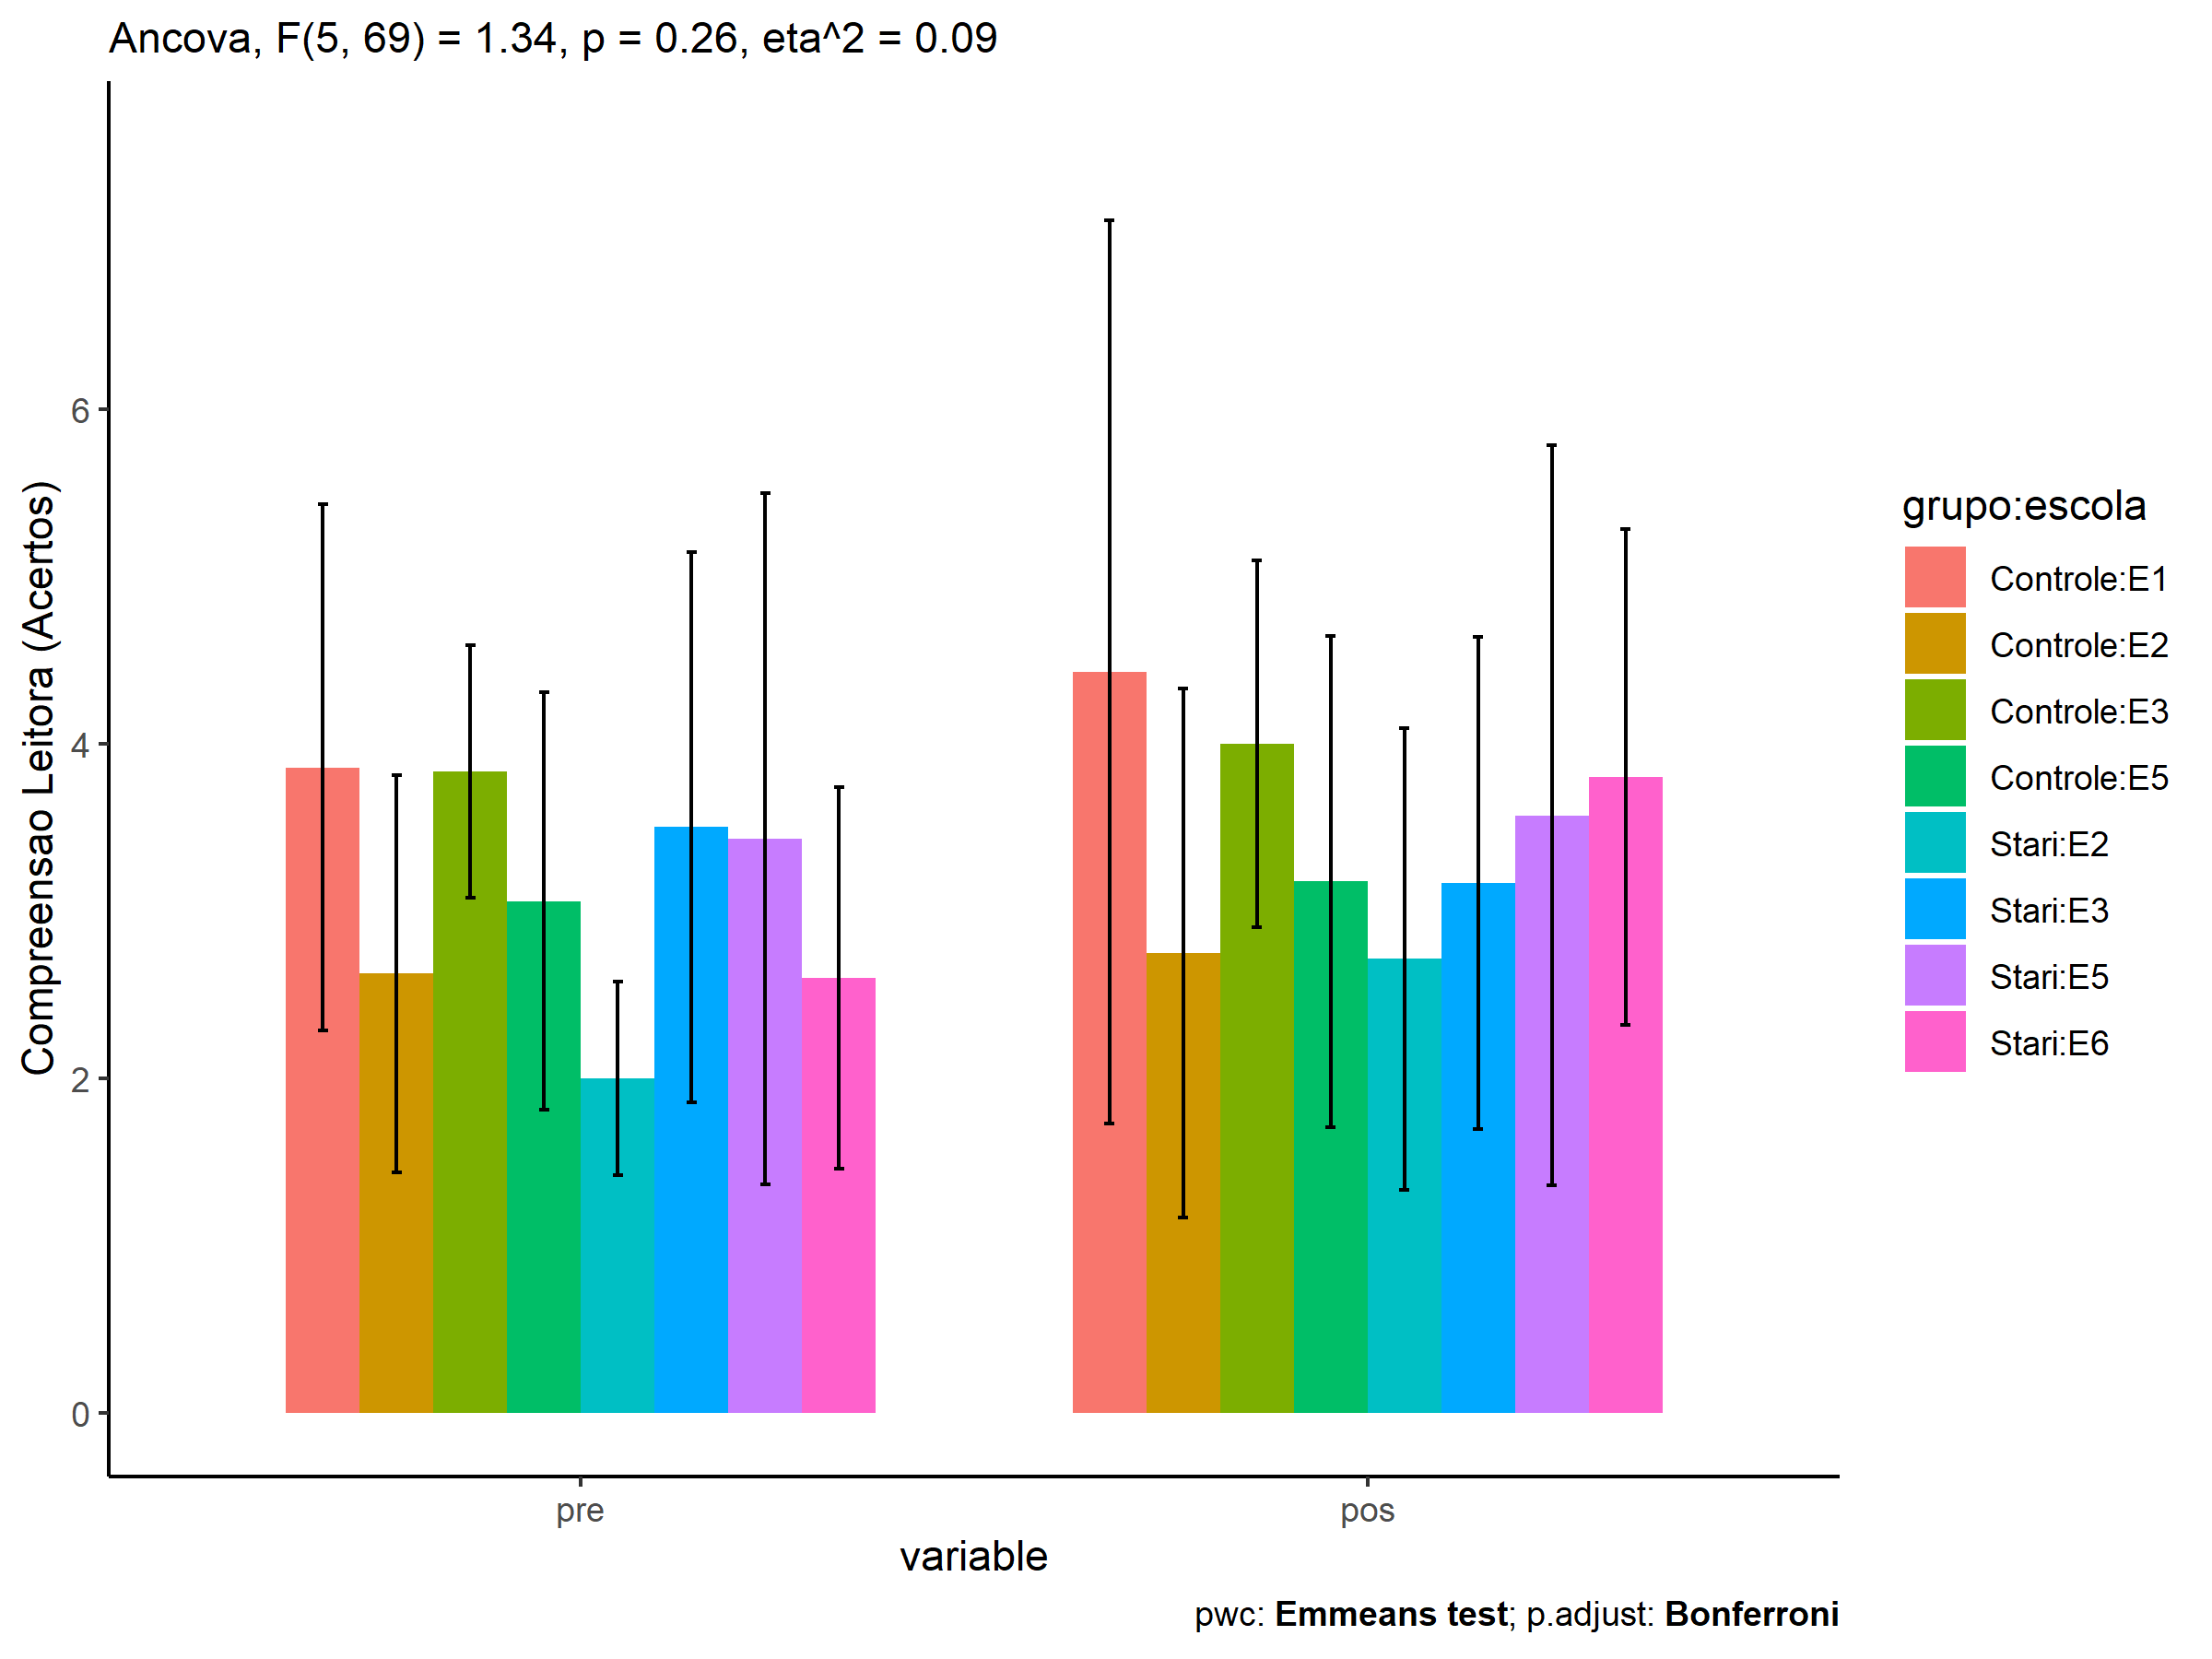 Ancova, F(5, 69) = 1.34, p = 0.26, eta^2 = 0.09
Compreensao Leitora (Acertos)
6
4
2
0
pre
pos
variable
grupo:escola
Controle:E1
Controle:E2
Controle:E3
Controle:E5
Stari:E2
Stari:E3
Stari:E5
Stari:E6
pwc: Emmeans test; p.adjust: Bonferroni